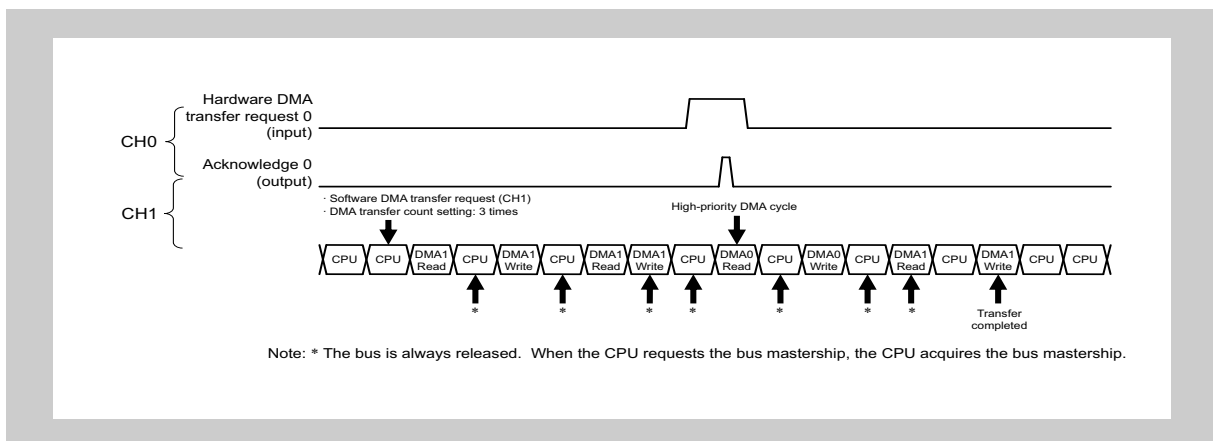 Hardware DMA
transfer request 0
(input)
CH0
Acknowledge 0
(output)
CH1
· Software DMA transfer request (CH1)
· DMA transfer count setting: 3 times
High-priority DMA cycle
CPU CPU DMA1 Read CPU DMA1 Write CPU DMA1 Read DMA1 Write CPU DMA0 Read CPU DMA0 Write CPU DMA1 Read CPU DMA1 Write CPU CPU
* * * * * * *
Transfer
completed
Note: * The bus is always released. When the CPU requests the bus mastership, the CPU acquires the bus mastership.